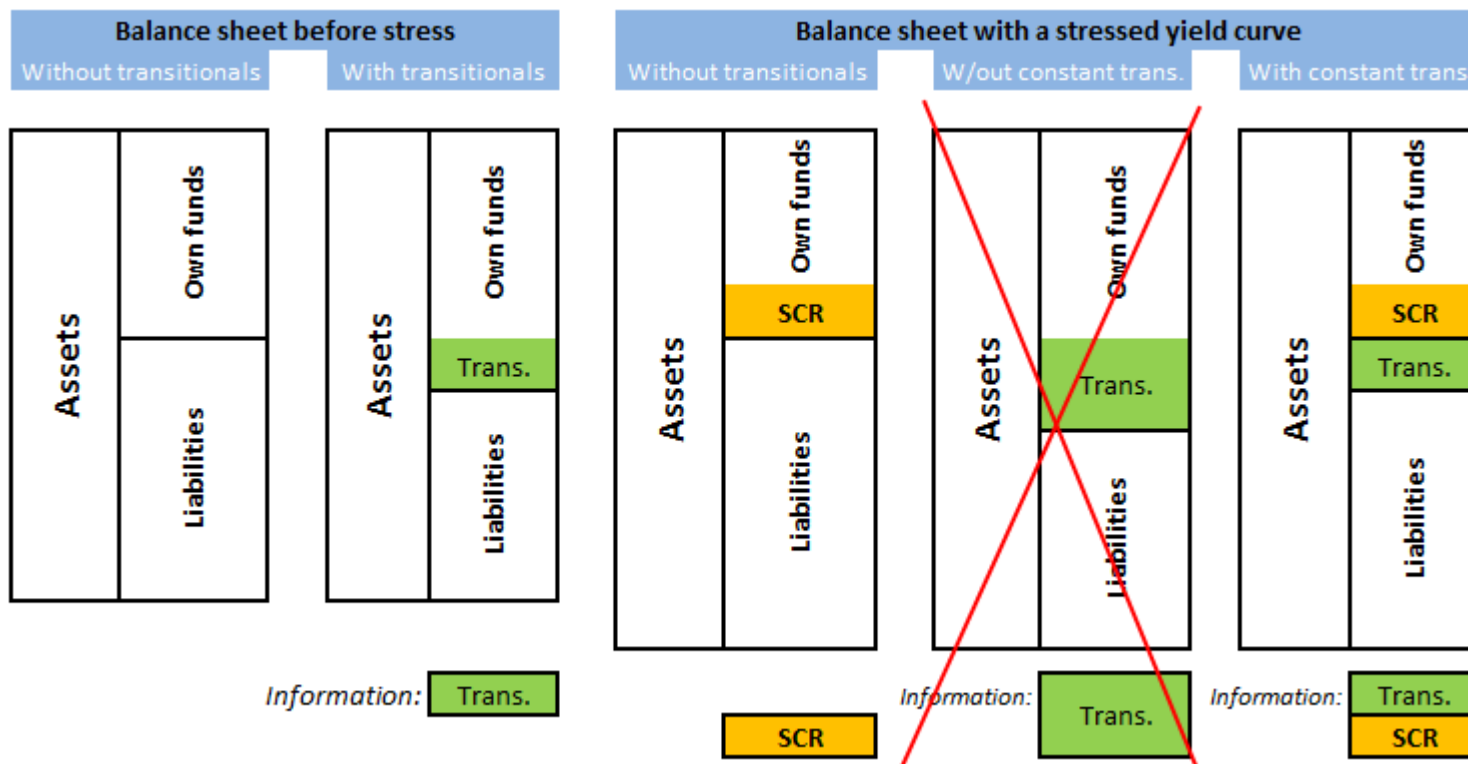 Balance sheet before stress
Balance sheet with a stressed yield curve
Without transitionals
With transitionals
Without transitionals
W/out constant trans.
With constant trans
Assets
Own funds
Liabilities
Assets
Own funds
Trans.
Liabilities
Assets
Own funds
SCR
Liabilities
Assets
Own funds
Trans.
Liabilities
Assets
Own funds
SCR
Trans.
Liabilities
Information:
Trans.
SCR
Information:
Trans.
Information:
Trans.
SCR